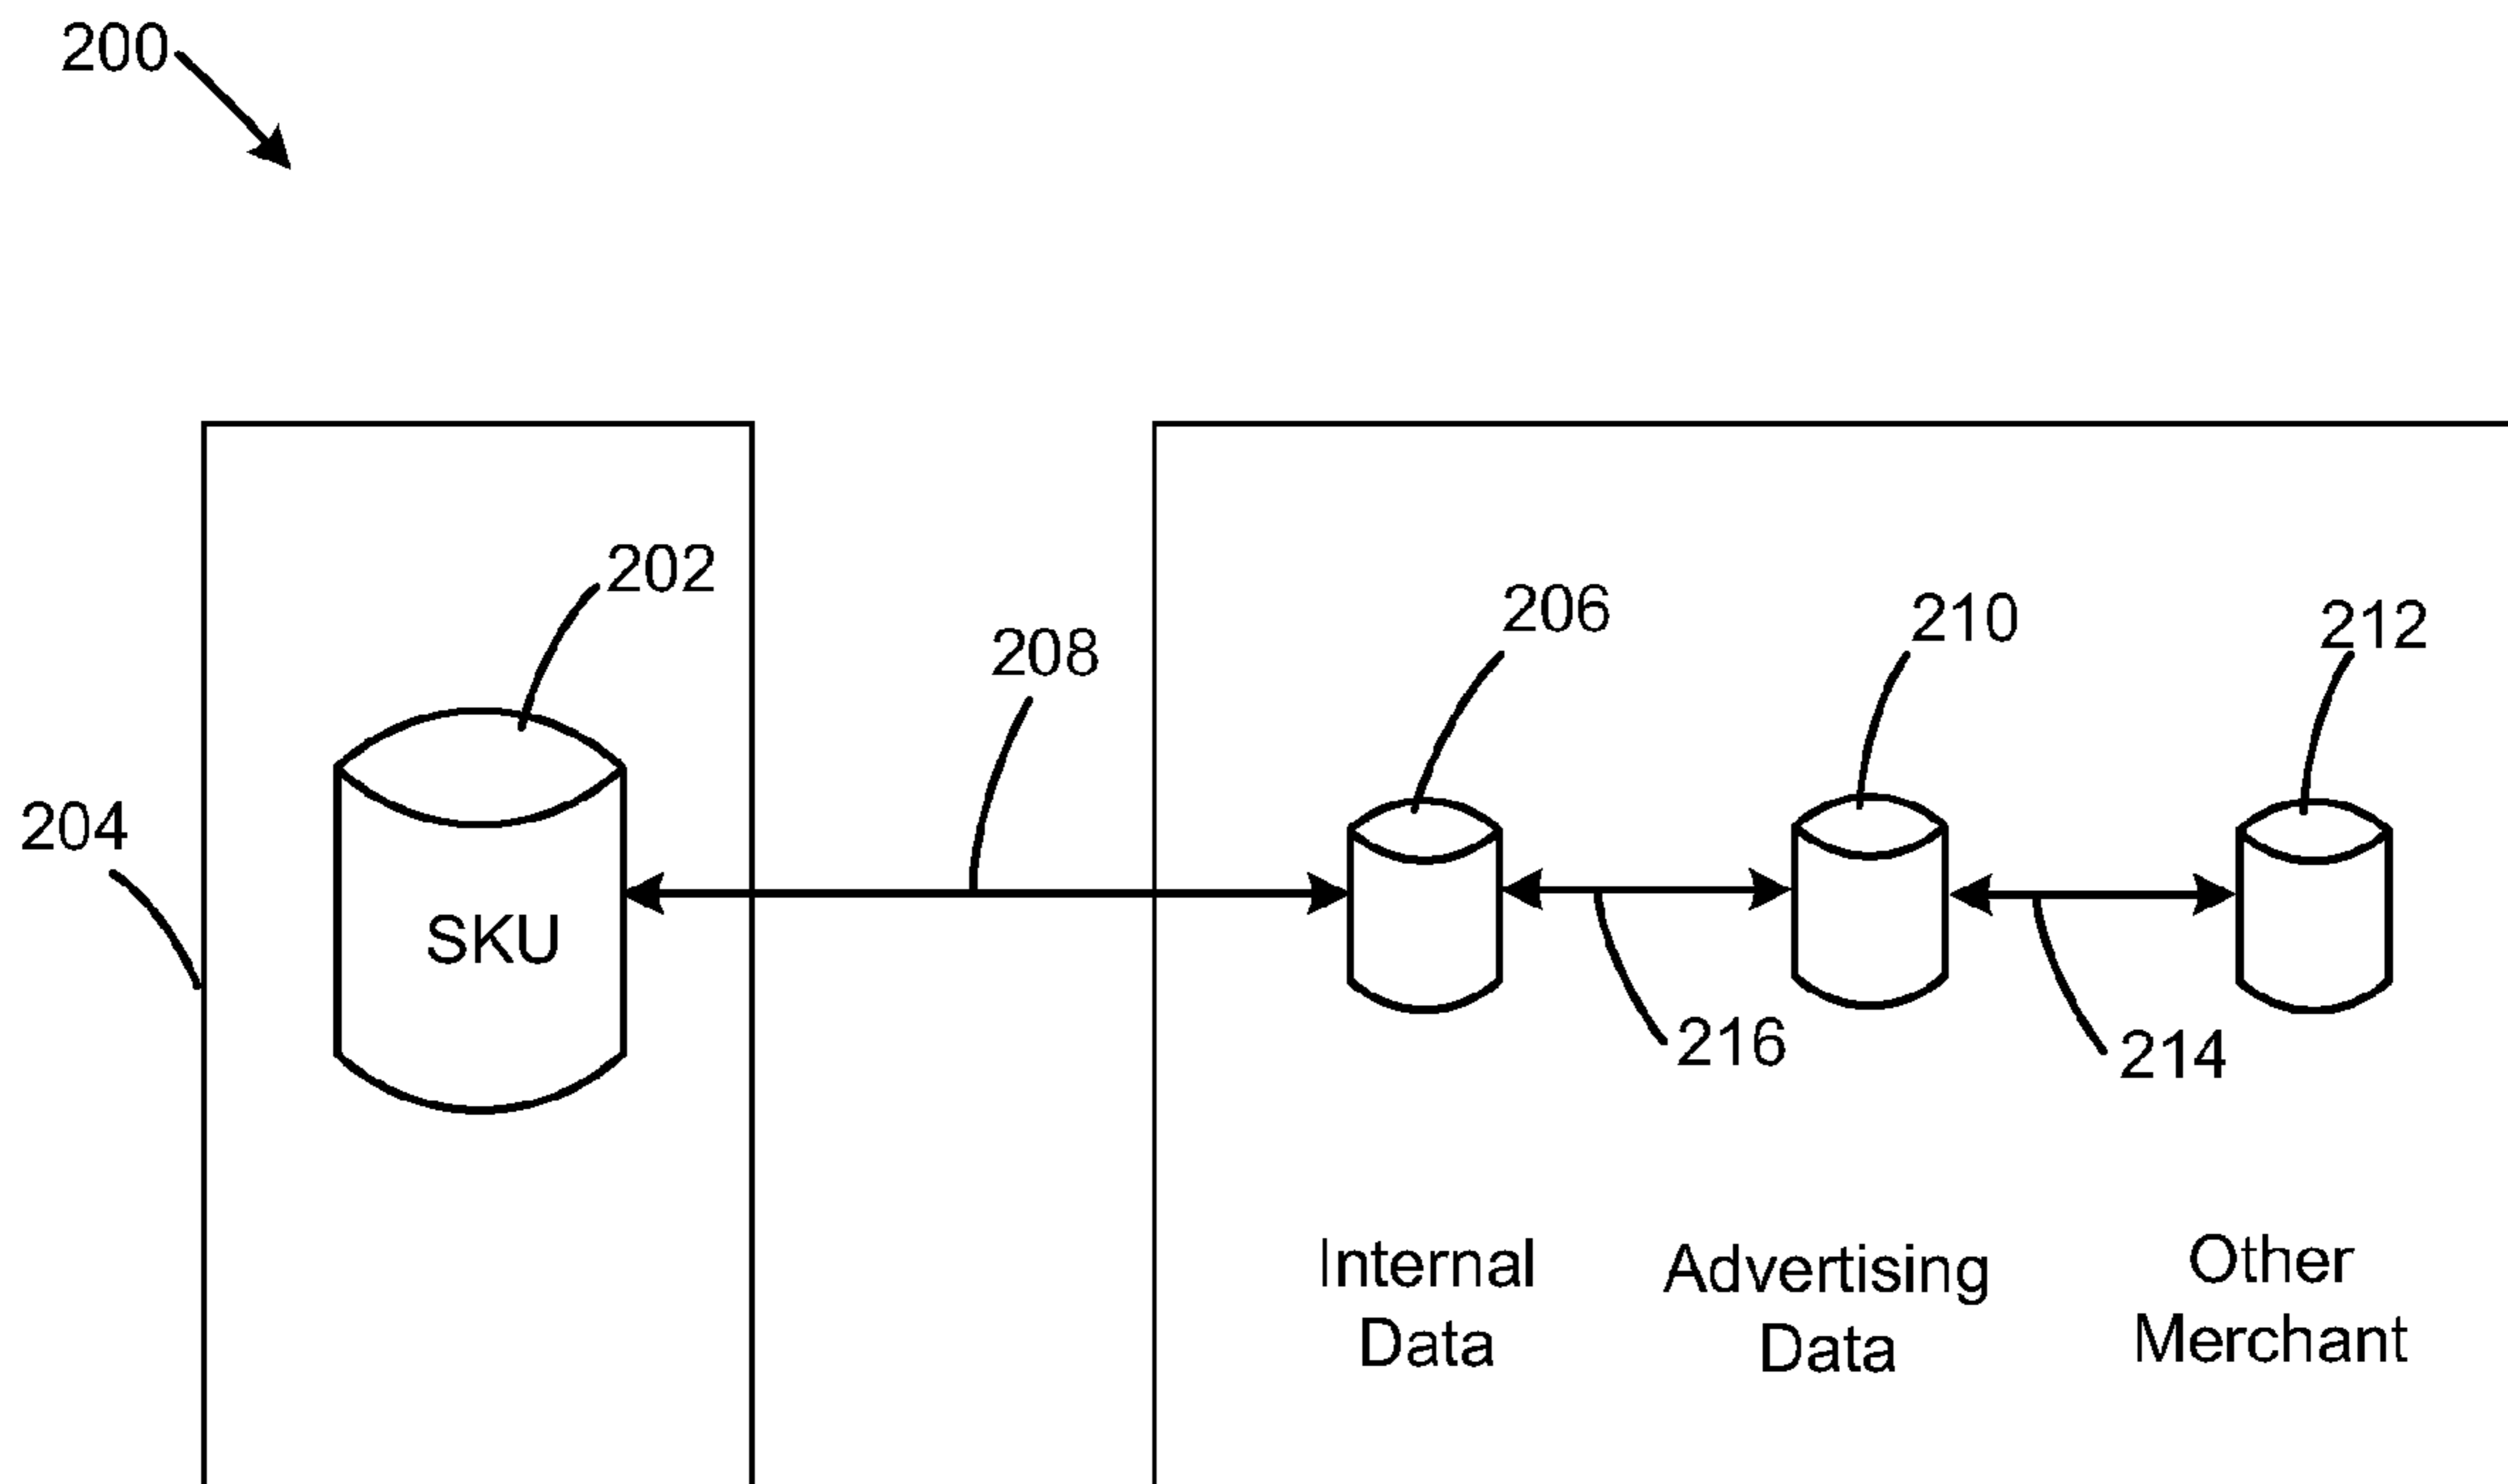 200
202
206
210
212
208
204
SKU
216
214
Internal
Data
Advertising
Data
Other
Merchant